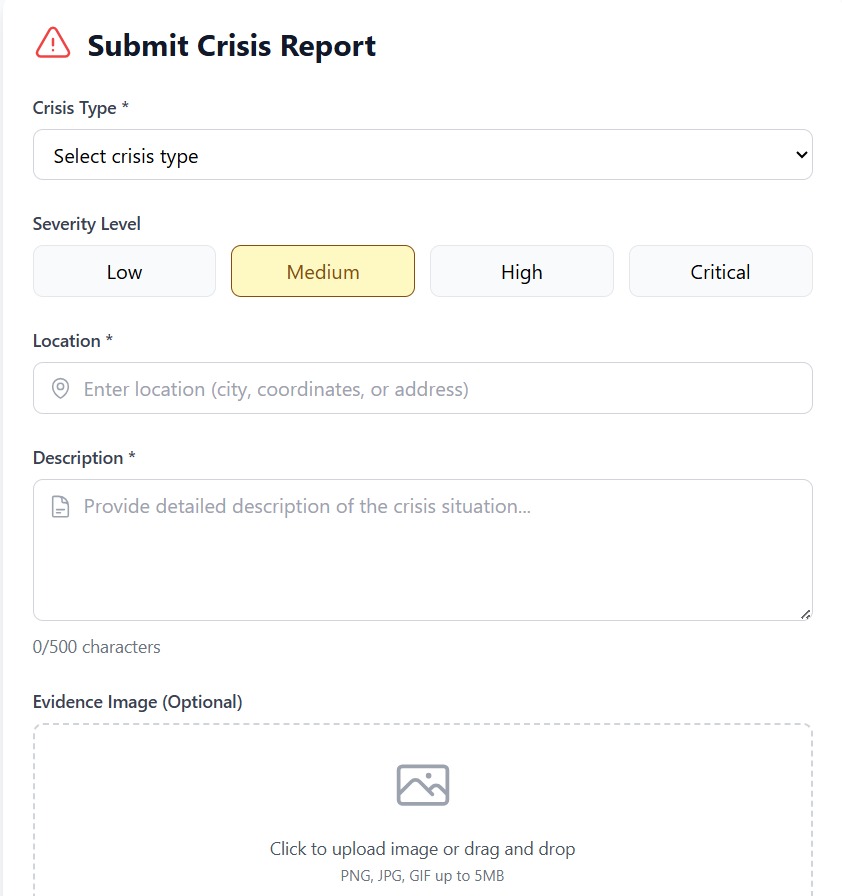 Submit Crisis Report
Crisis Type *
Select crisis type
Severity Level
Low Medium High Critical
Location *
Enter location (city, coordinates, or address)
Description *
Provide detailed description of the crisis situation...
0/500 characters
Evidence Image (Optional)
Click to upload image or drag and drop
PNG, JPG, GIF up to 5MB